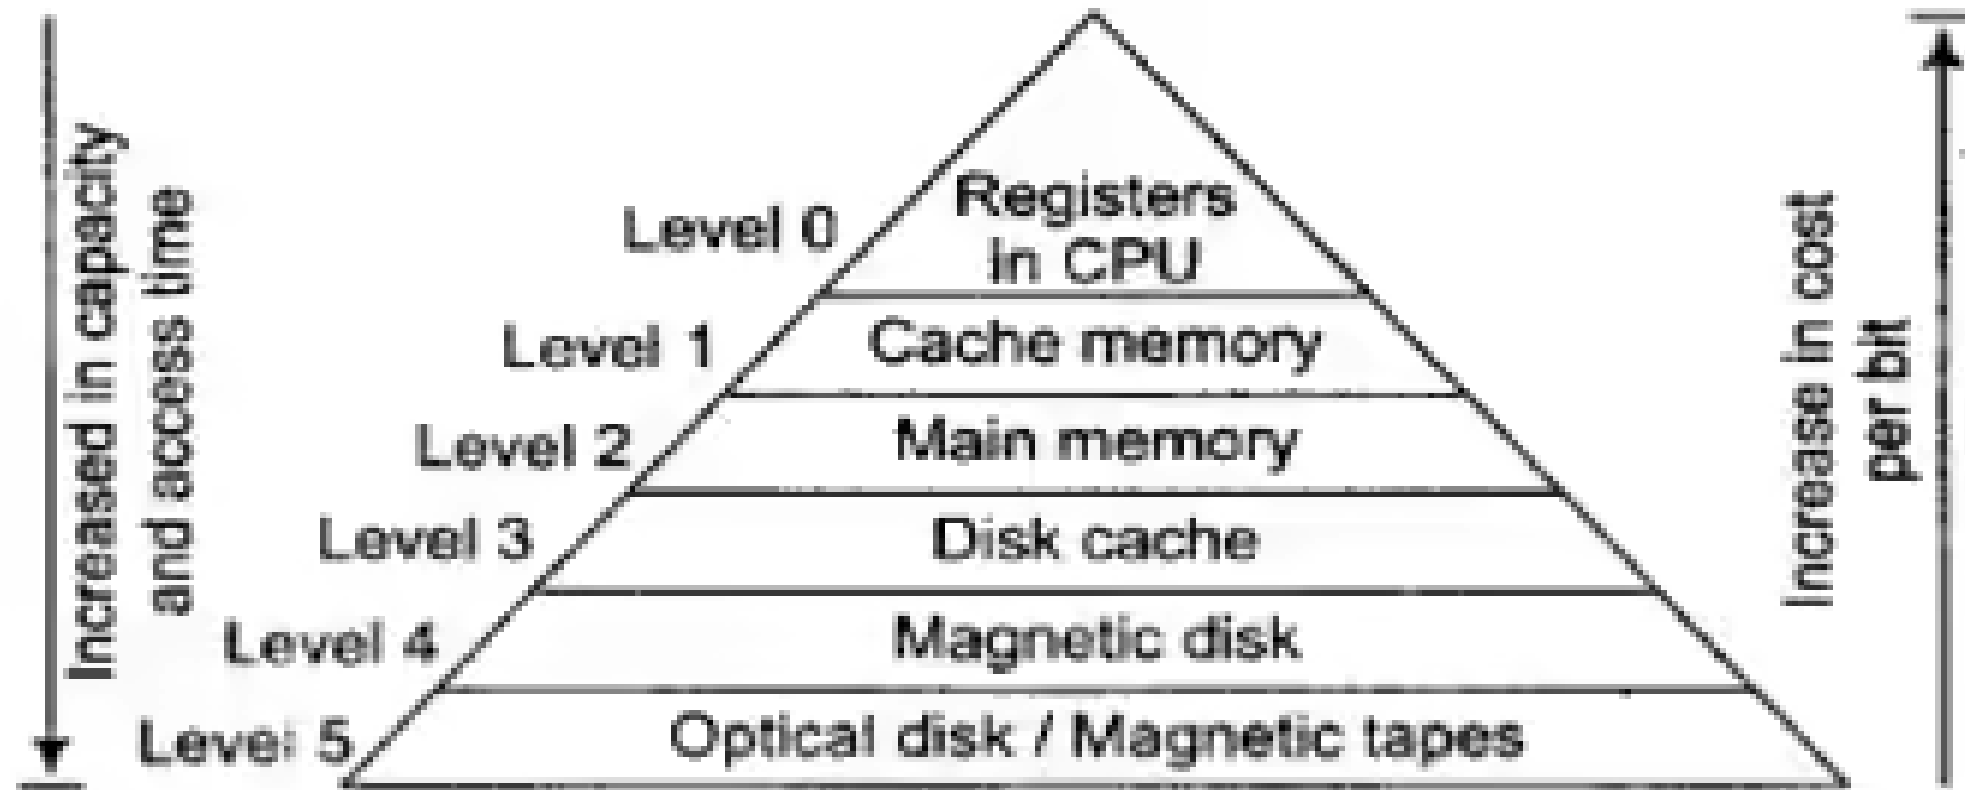 Increased in capacity
and access time
Level 0
Registers
in CPU
Level 1
Cache memory
Level 2
Main memory
Level 3
Disk cache
Level 4
Magnetic disk
Level 5
Optical disk / Magnetic tapes
Increase in cost
per bit